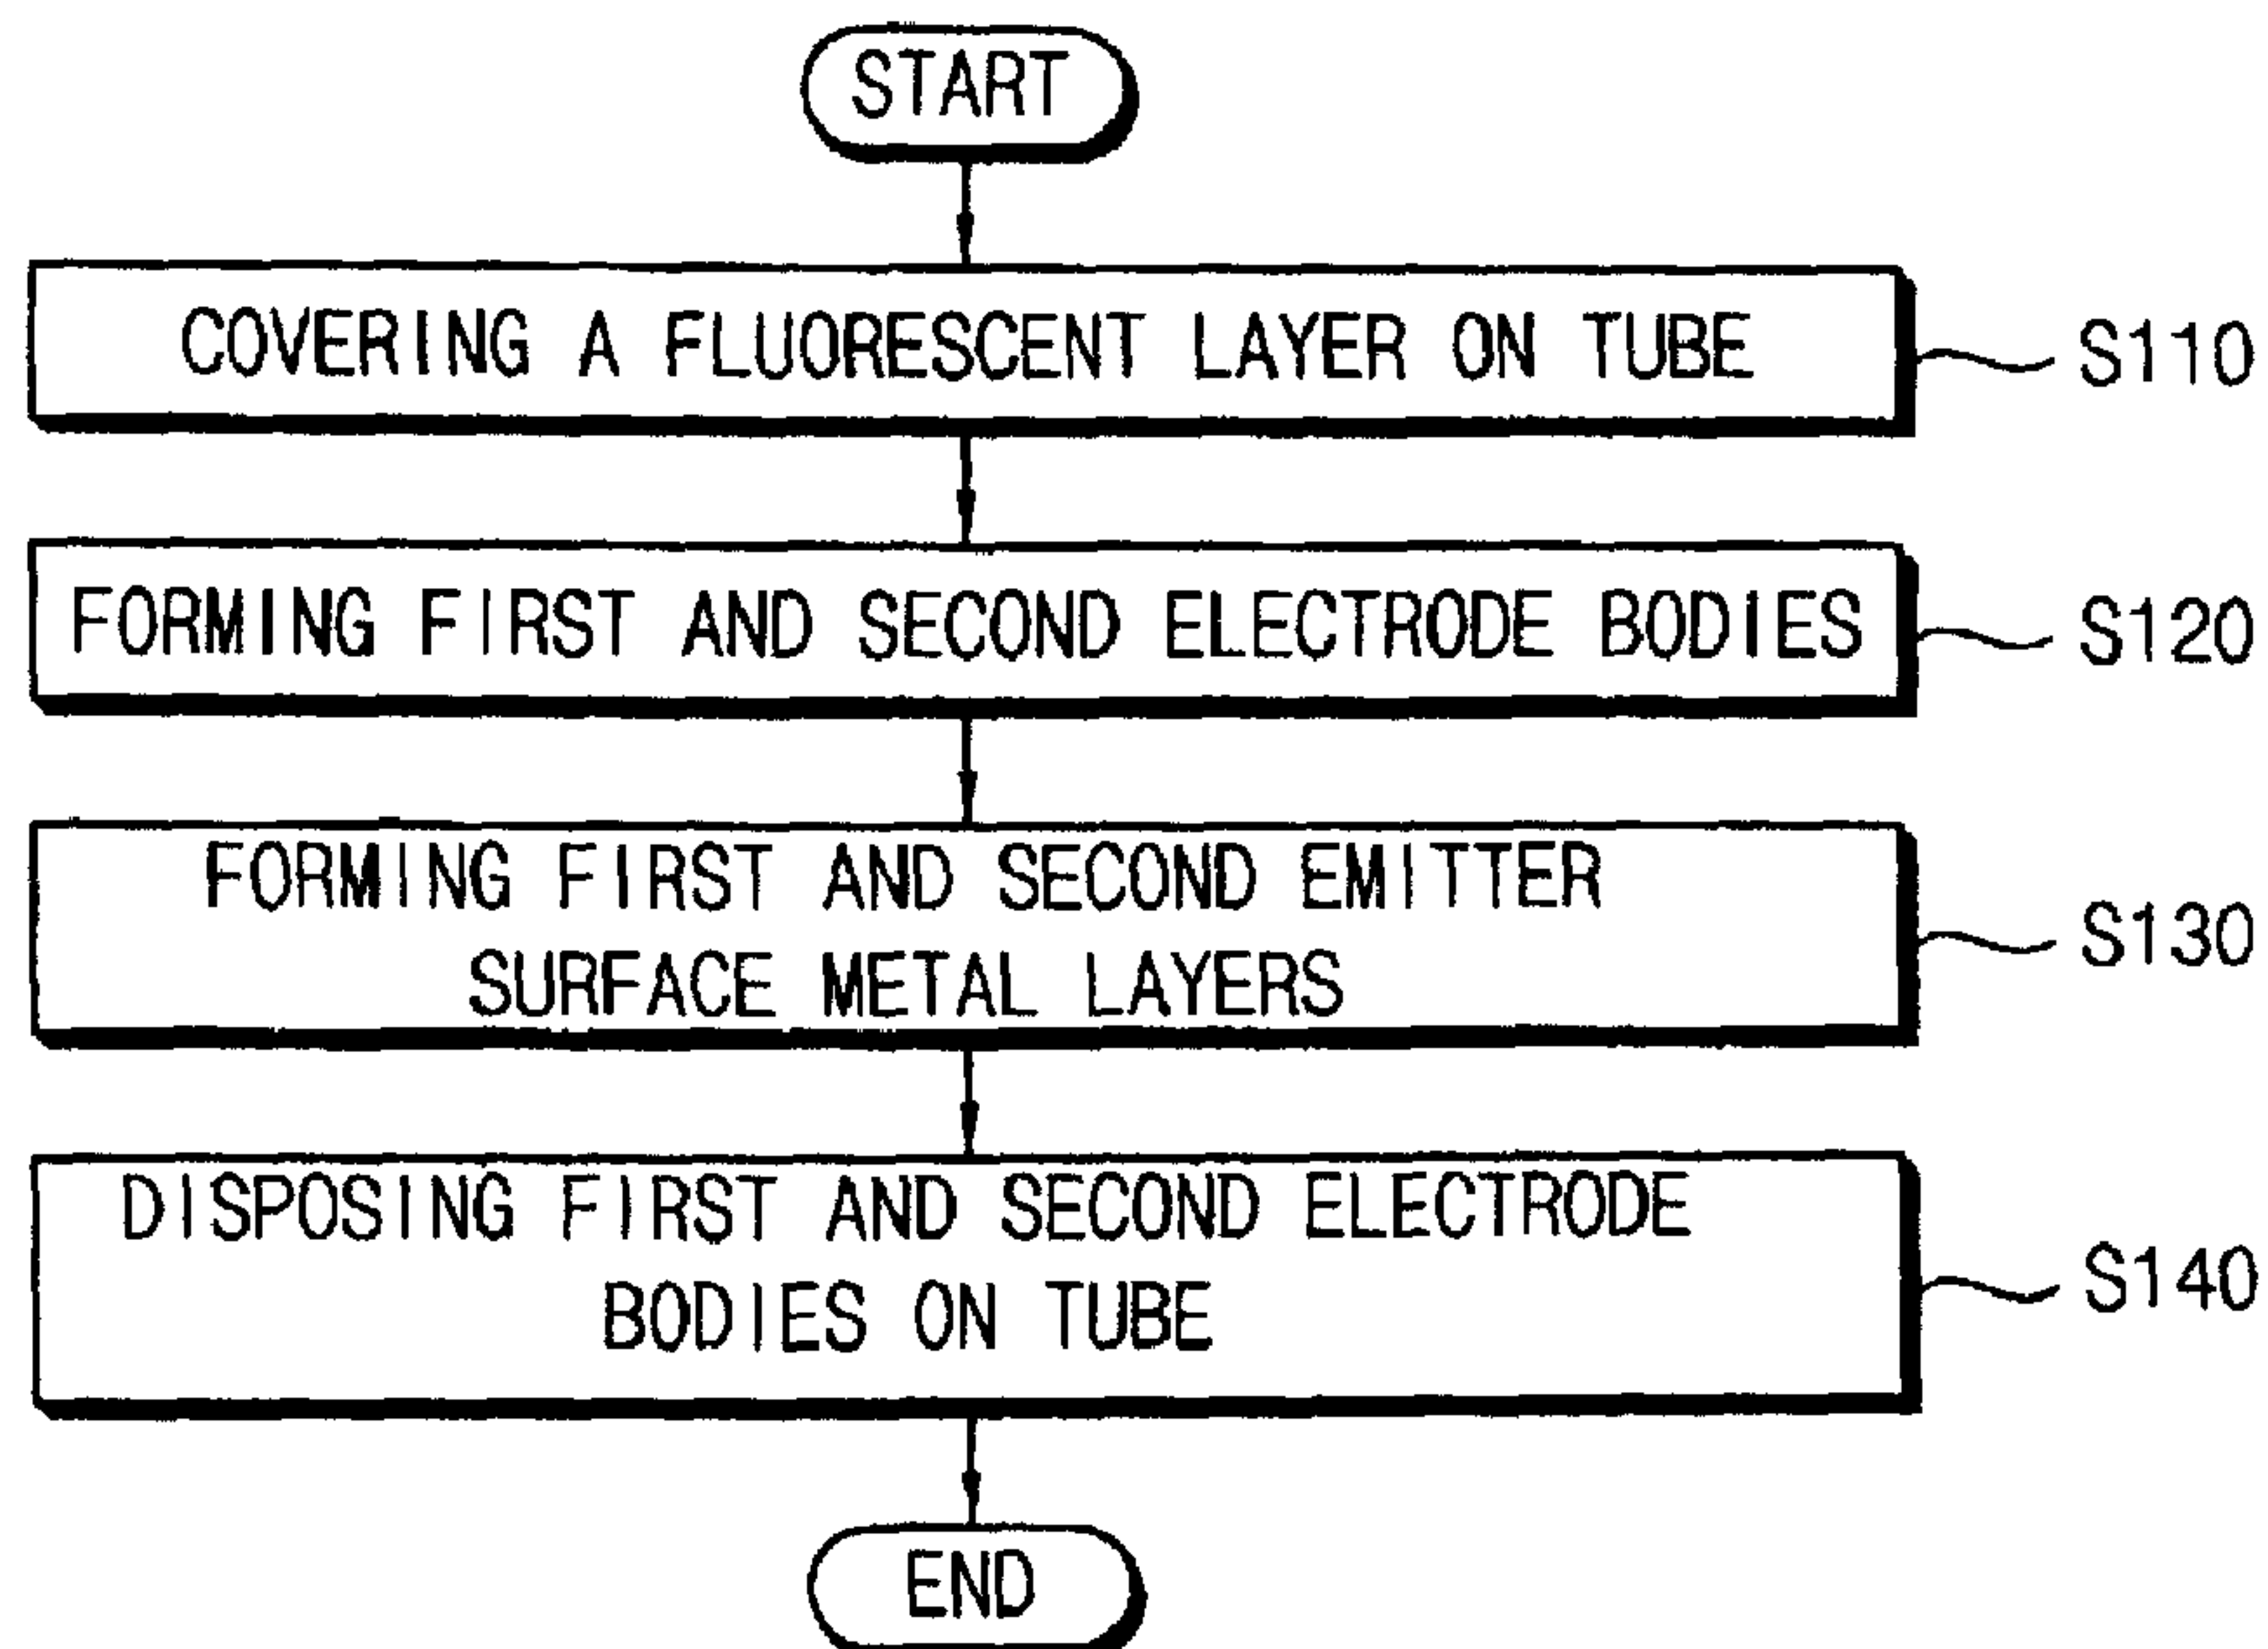 START
COVERING A FLUORESCENT LAYER ON TUBE
S110
FORMING FIRST AND SECOND ELECTRODE BODIES
S120
FORMING FIRST AND SECOND EMITTER
SURFACE METAL LAYERS
S130
DISPOSING FIRST AND SECOND ELECTRODE
BODIES ON TUBE
S140
END